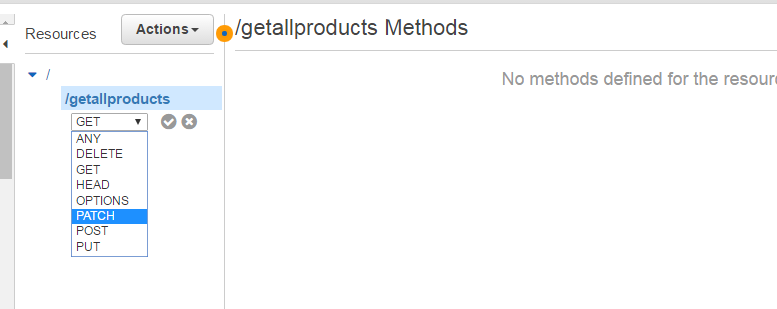 Resources
Actions
/getallproducts Methods
/
No methods defined for the
/getallproducts
GET
ANY
DELETE
GET
HEAD
OPTIONS
PATCH
POST
PUT